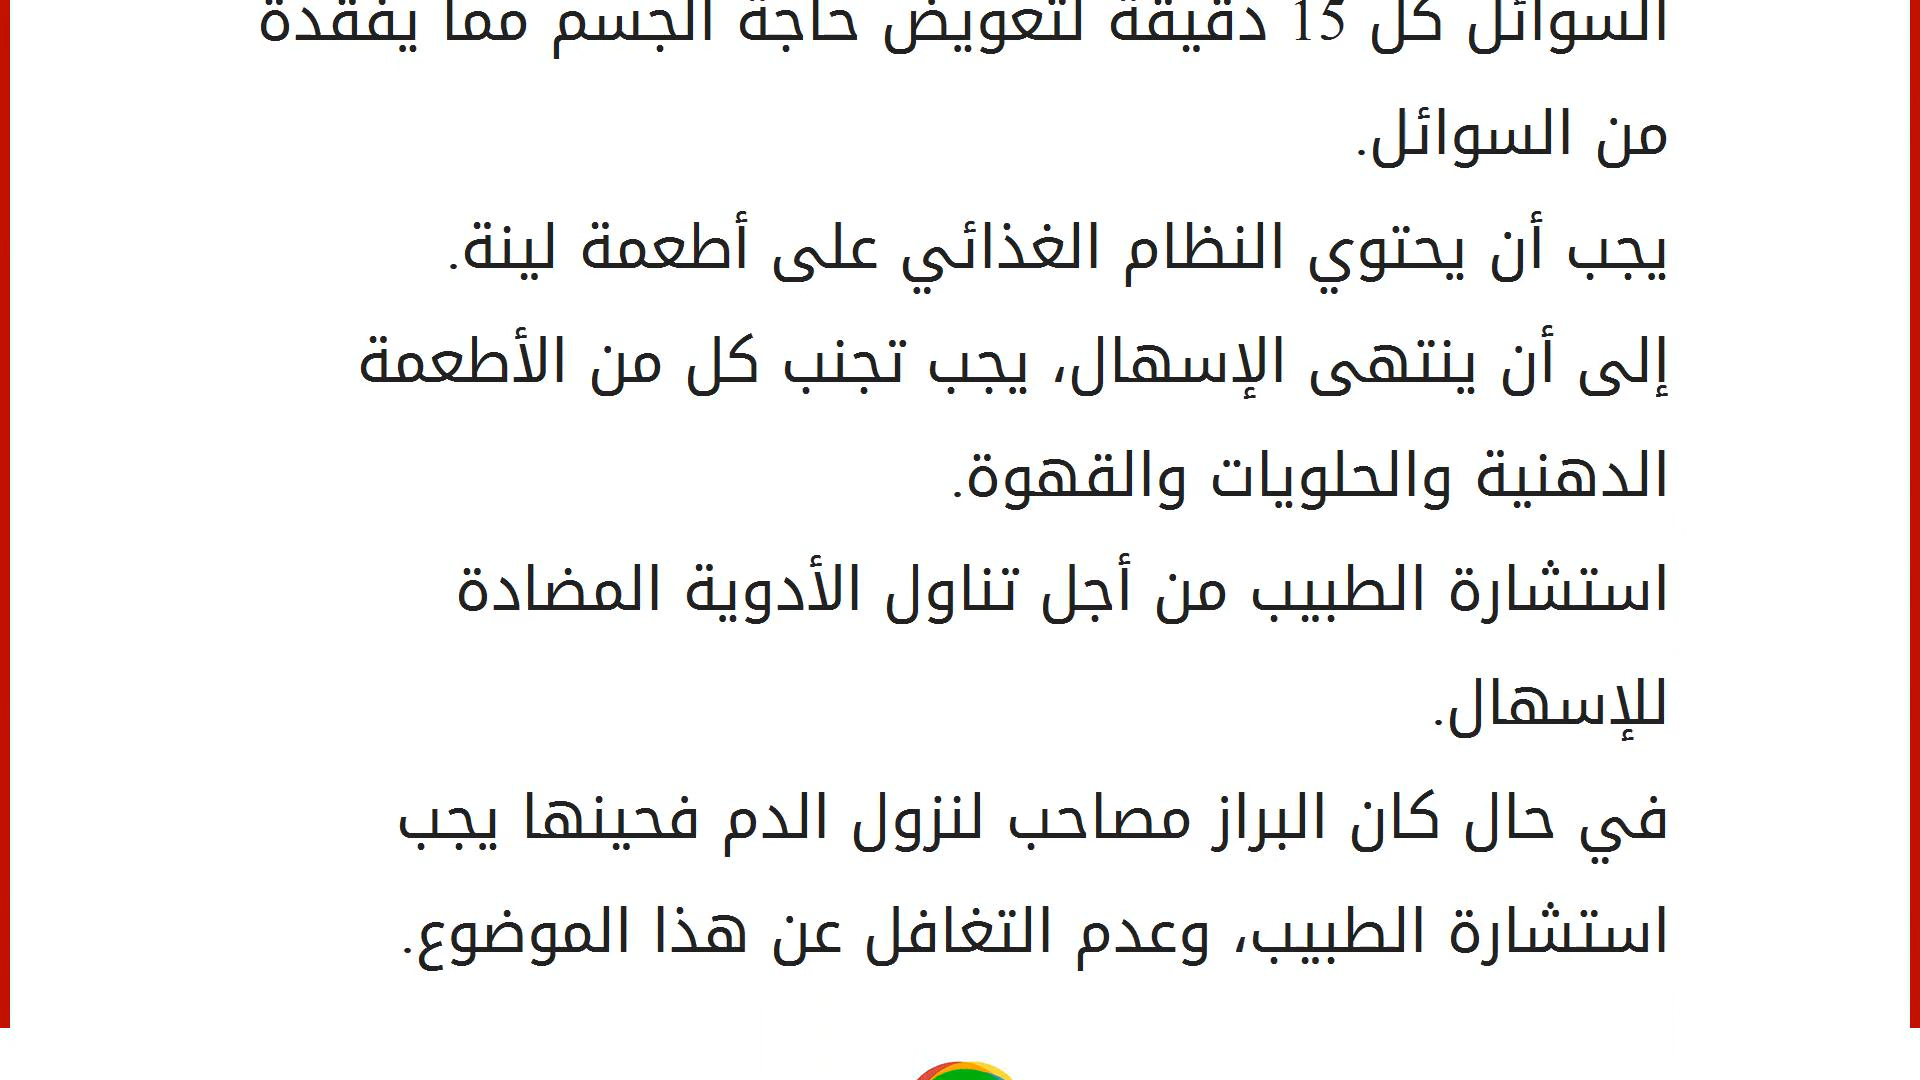 السوائل كل 15 دقيقة لتعويض حاجة الجسم مما يفقدة
من السوائل.
يجب أن يحتوي النظام الغذائي على أطعمة لينة.
إلى أن ينتهى الإسهال، يجب تجنب كل من الأطعمة
الدهنية والحلويات والقهوة.
استشارة الطبيب من أجل تناول الأدوية المضادة
للإسهال.
في حال كان البراز مصاحب لنزول الدم فحينها يجب
استشارة الطبيب، وعدم التغافل عن هذا الموضوع.